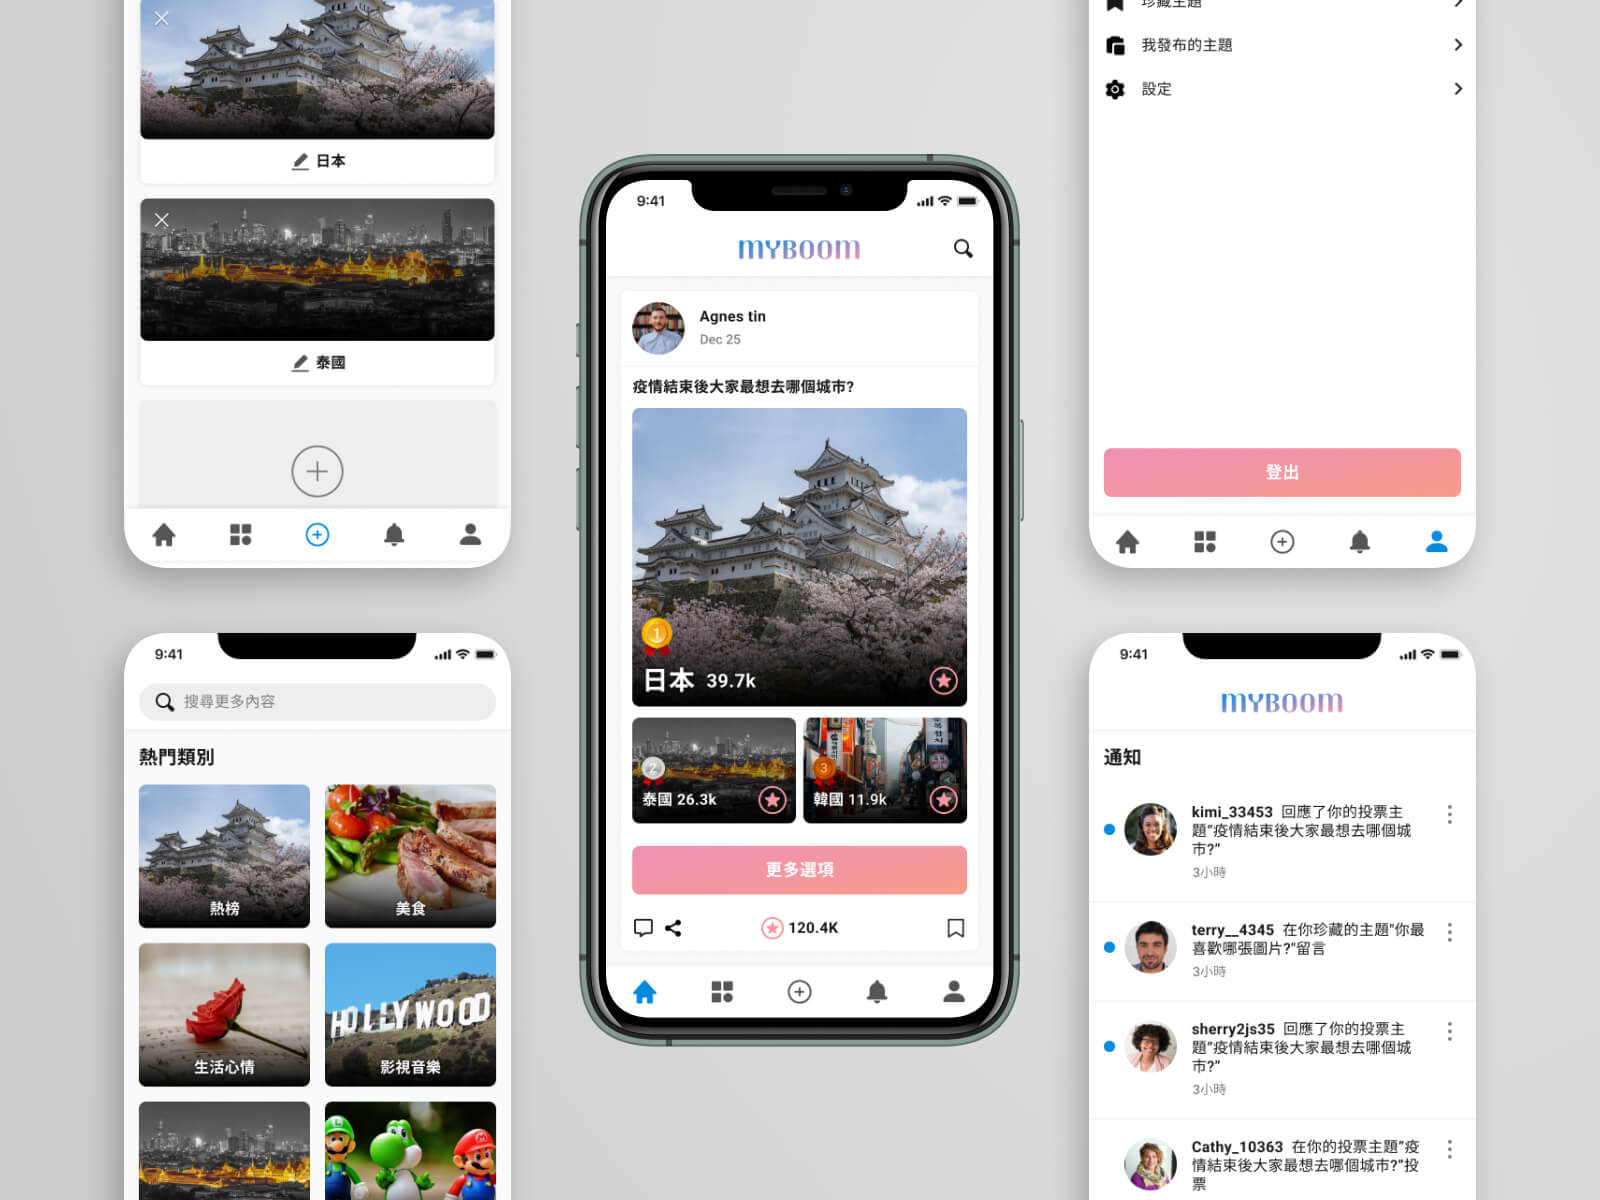 日本
泰國
9:41
搜尋更多內容
熱門類別
熱榜
美食
生活心情
HOLLYWOOD
影視音樂
L
M
9:41
MYBOOM
Agnes tin
Dec 25
疫情結束後大家最想去哪個城市?
1
日本 39.7k
2
泰國 26.3k
3
韓國 11.9k
更多選項
120.4K
珍藏主題
我發布的主題
設定
登出
9:41
MYBOOM
通知
kimi_33453 回應了你的投票主
題"疫情結束後大家最想去哪個城
市?"
3小時
terry__4345 在你珍藏的主題"你最
喜歡哪張圖片?"留言
3小時
sherry2js35 回應了你的投票主
題"疫情結束後大家最想去哪個城
市?"
3小時
Cathy_10363 在你的投票主題"疫
情結束後大家最想去哪個城市?"投
票